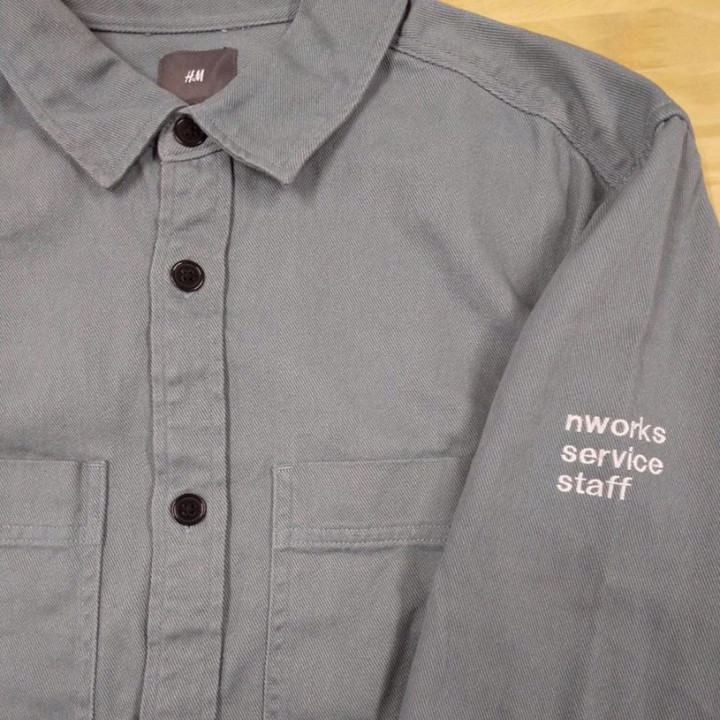 H&M
nworks
service
staff